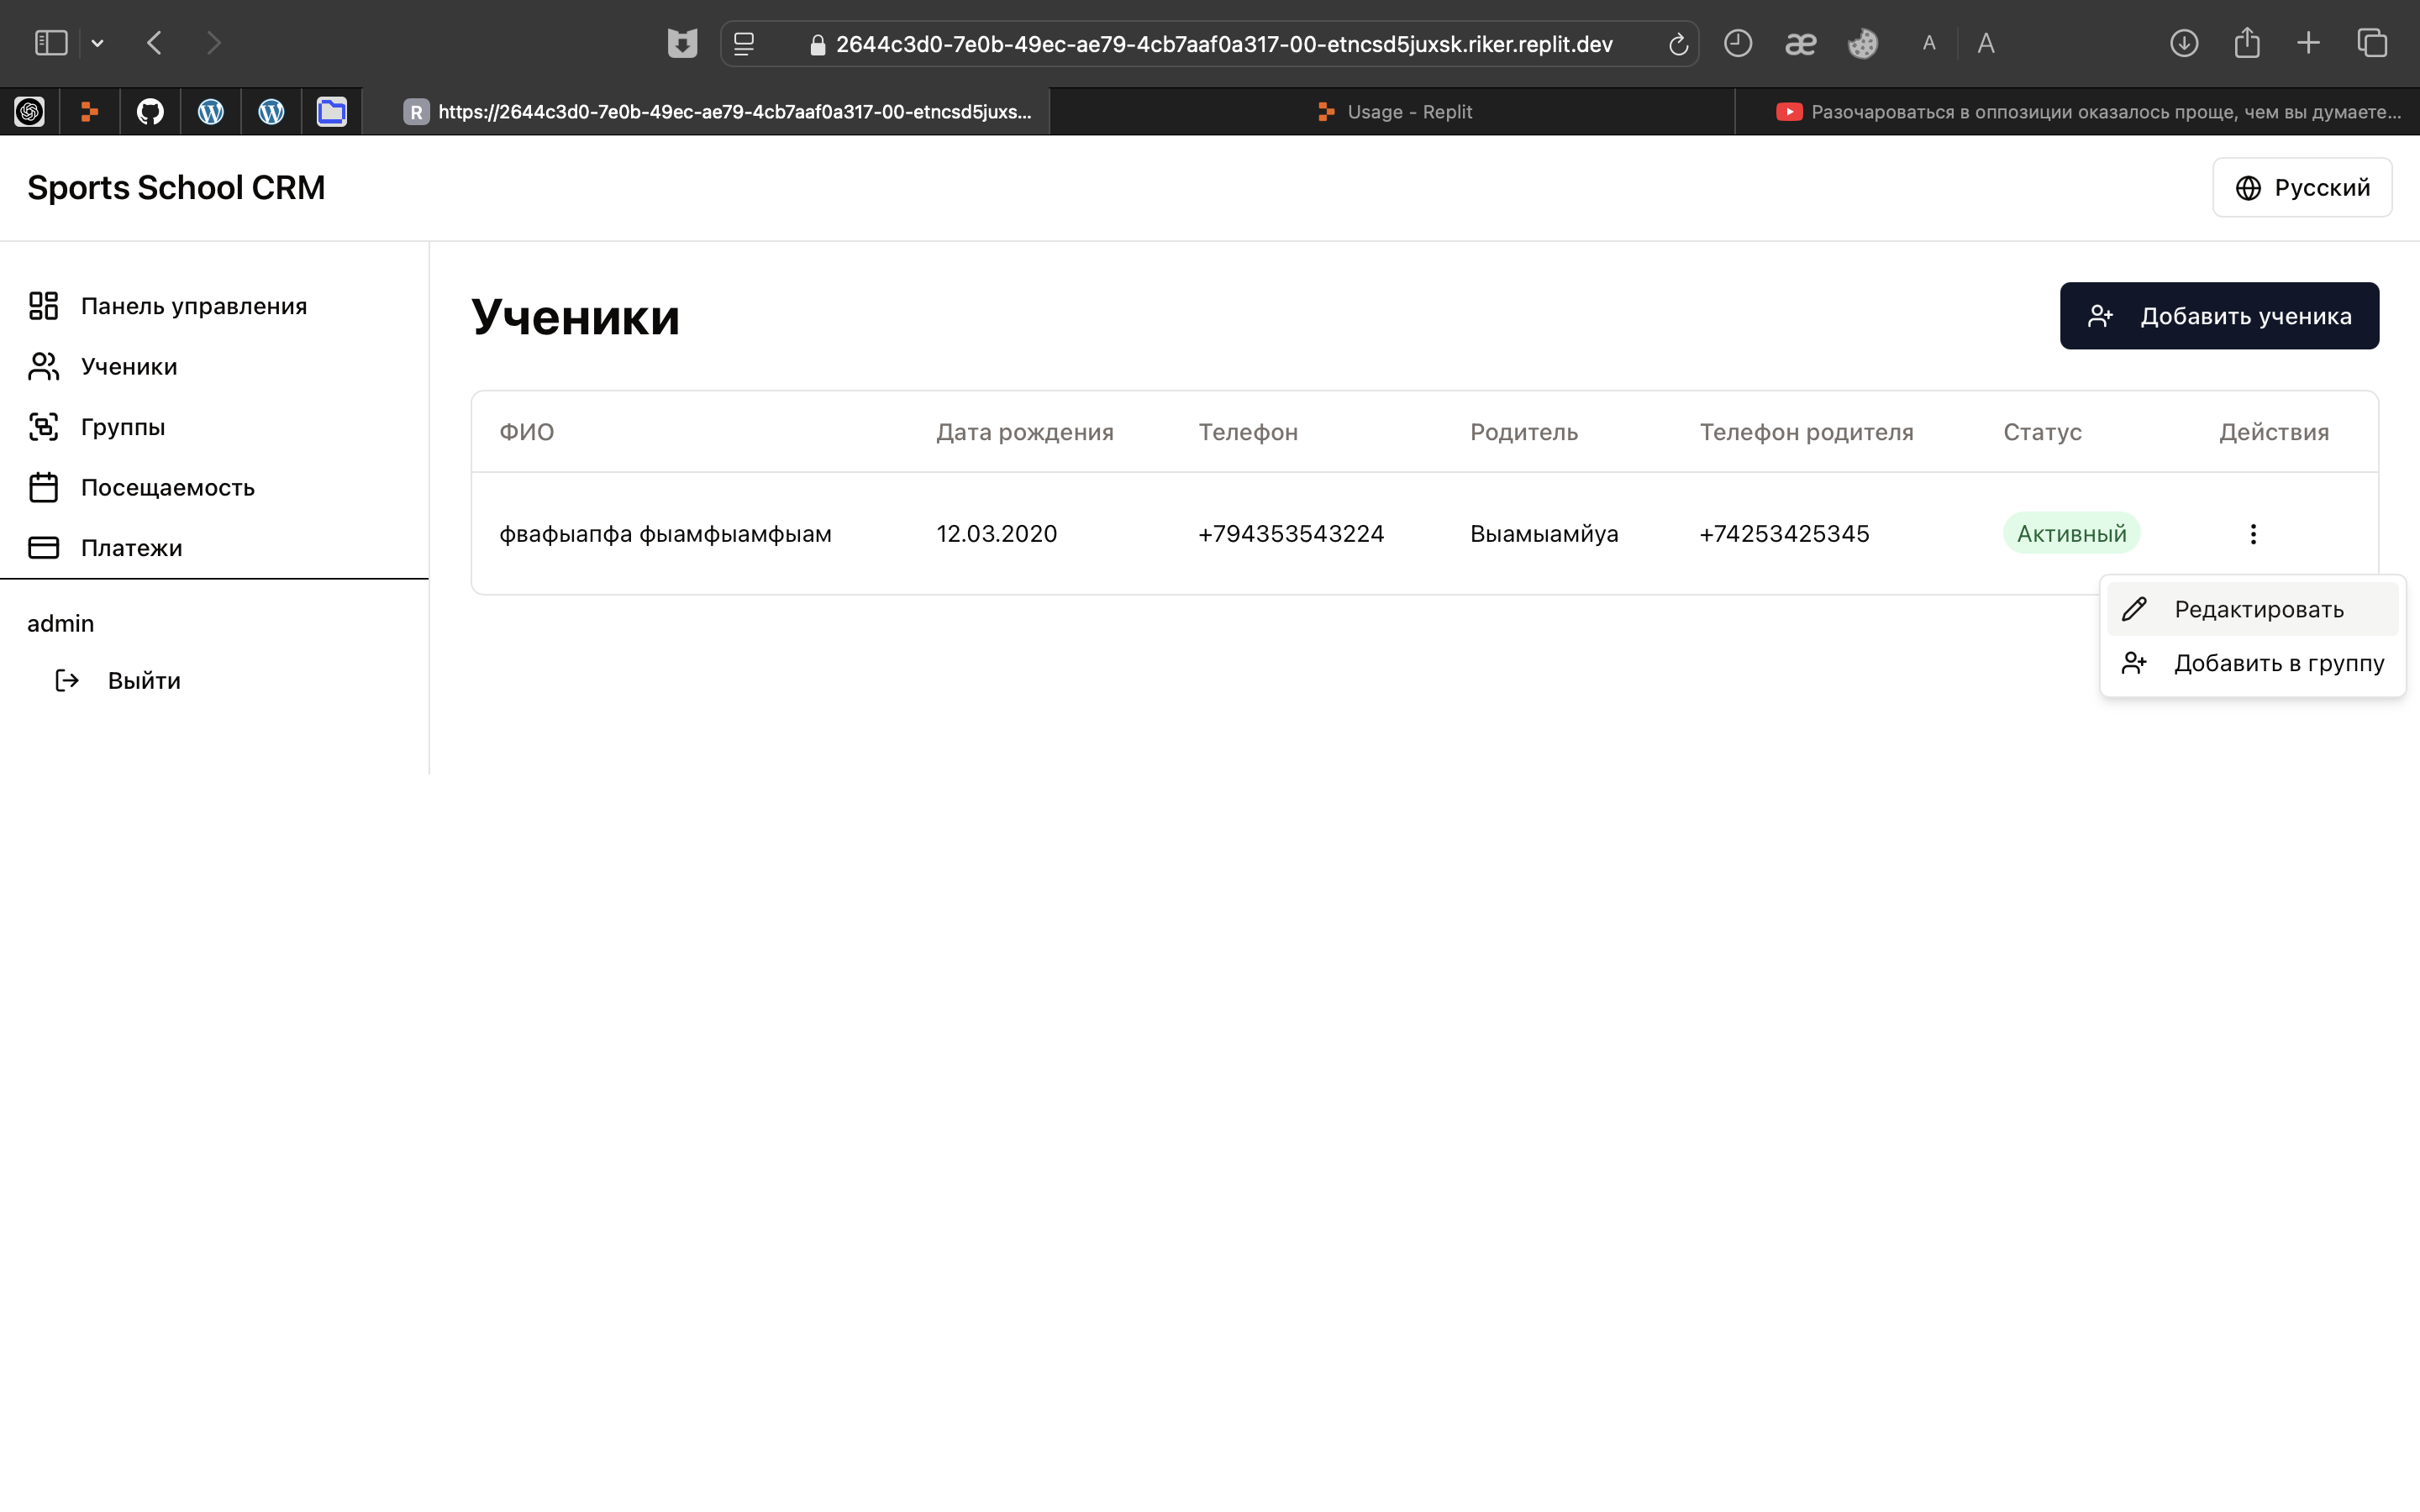 2644c3d0-7e0b-49ec-ae79-4cb7aaf0a317-00-etncsd5juxsk.riker.replit.dev
æ A A
R https://2644c3d0-7e0b-49ec-ae79-4cb7aaf0a317-00-etncsd5juxs... Usage - Replit Разочароваться в оппозиции оказалось проще, чем вы думаете...
Sports School CRM
Русский
Панель управления
Ученики
Группы
Посещаемость
Платежи
admin
Выйти
Ученики
Добавить ученика
ФИО Дата рождения Телефон Родитель Телефон родителя Статус Действия
фвафыапфа фыамфыамфыам 12.03.2020 +794353543224 Выамыамйуа +74253425345 Активный
Редактировать
Добавить в группу